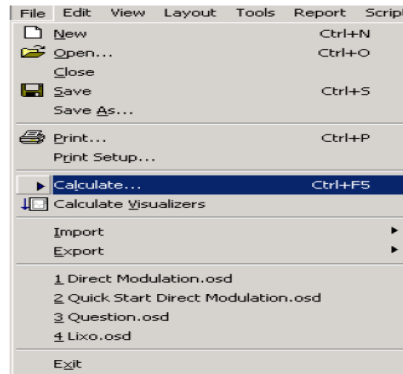 File Edit View Layout Tools Report Script
New Ctrl+N
Open... Ctrl+O
Close
Save Ctrl+S
Save As...
Print... Ctrl+P
Print Setup...
Calculate... Ctrl+F5
Calculate Visualizers
Import
Export
1 Direct Modulation.osd
2 Quick Start Direct Modulation.osd
3 Question.osd
4 Lixo.osd
Exit